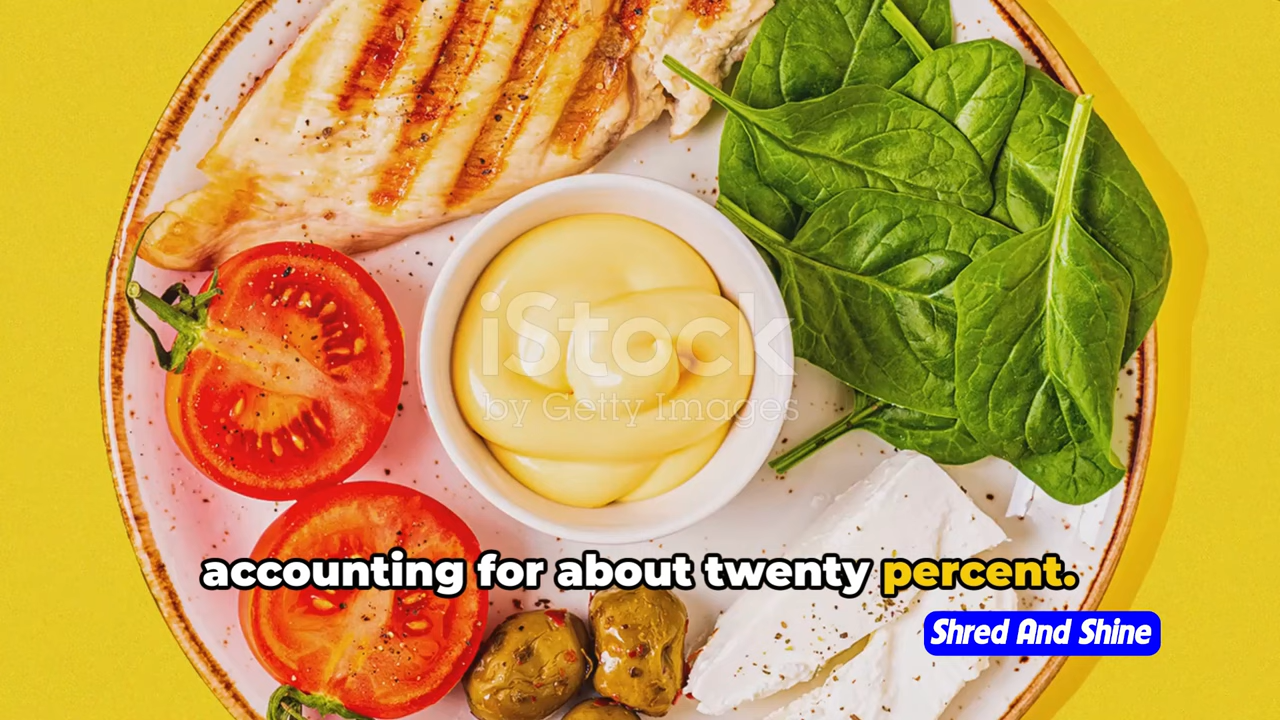 iStock
by Getty Images
accounting for about twenty percent.
Shred And Shine